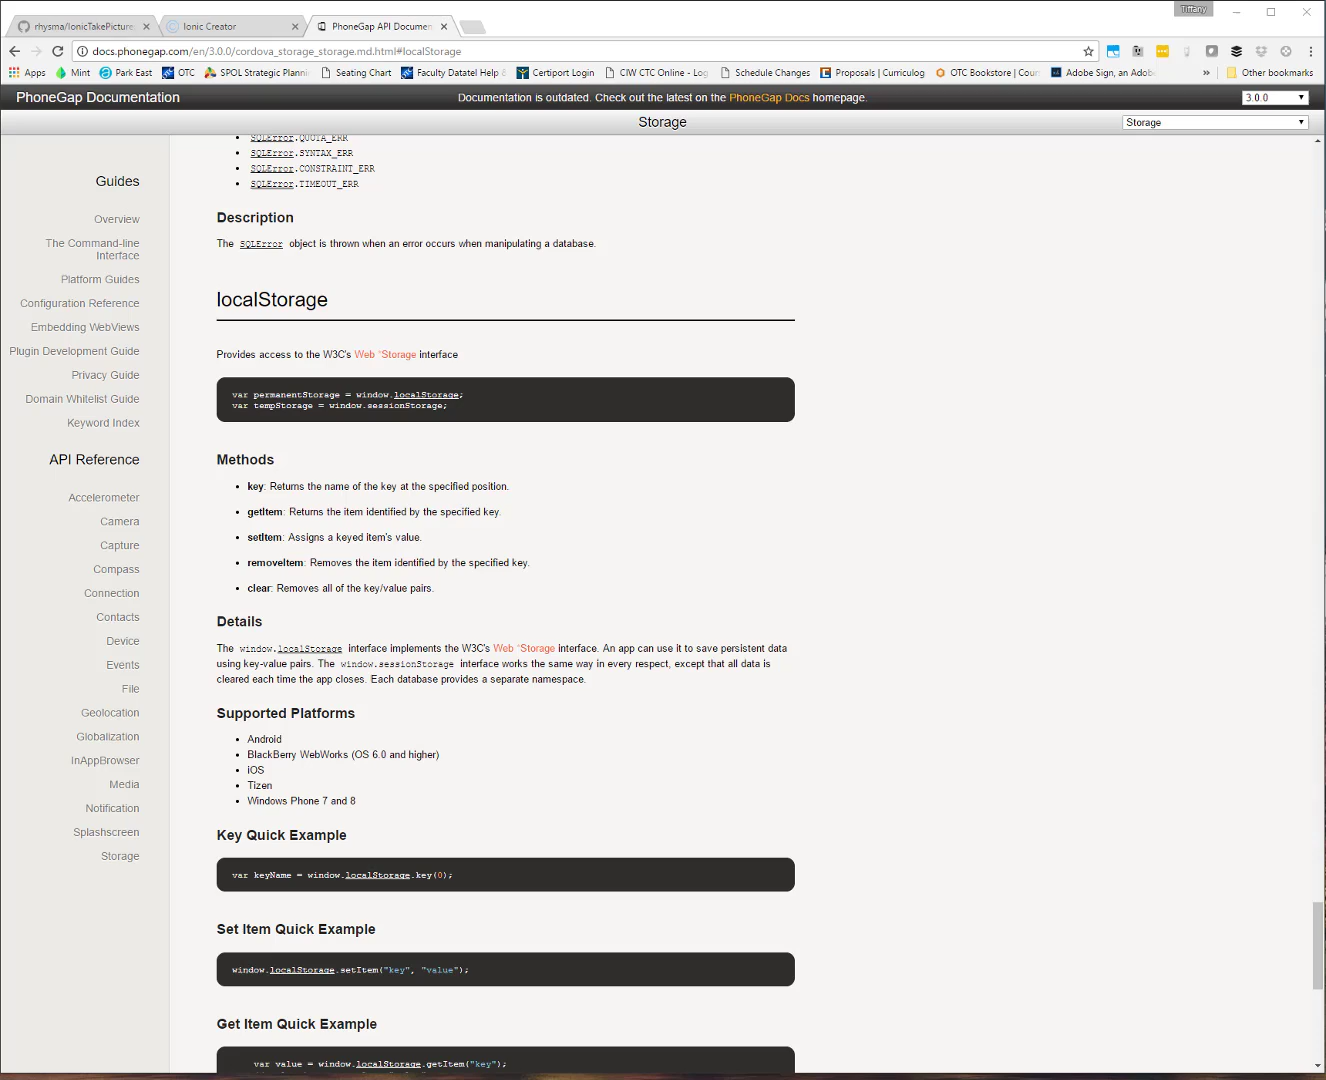 Tiffany
rhysma/IonicTakePicture
Ionic Creator
PhoneGap API Documen
docs.phonegap.com/en/3.0.0/cordova_storage_storage.md.html#localStorage
Apps Mint Park East OTC SPOL Strategic Plannin Seating Chart Faculty Datatel Help Certiport Login CIW CTC Online - Log Schedule Changes Proposals | Curriculog OTC Bookstore | Coun Adobe Sign, an Adob » Other bookmarks
PhoneGap Documentation
Documentation is outdated. Check out the latest on the PhoneGap Docs homepage.
3.0.0
Storage
Storage
Guides
Overview
The Command-line
Interface
Platform Guides
Configuration Reference
Embedding WebViews
Plugin Development Guide
Privacy Guide
Domain Whitelist Guide
Keyword Index
API Reference
Accelerometer
Camera
Capture
Compass
Connection
Contacts
Device
Events
File
Geolocation
Globalization
InAppBrowser
Media
Notification
Splashscreen
Storage
• SQLError.QUOTA_ERR
• SQLError.SYNTAX_ERR
• SQLError.CONSTRAINT_ERR
• SQLError.TIMEOUT_ERR
Description
The SQLError object is thrown when an error occurs when manipulating a database.
localStorage
Provides access to the W3C's Web ˚Storage interface
var permanentStorage = window.localStorage;
var tempStorage = window.sessionStorage;
Methods
• key: Returns the name of the key at the specified position.
• getItem: Returns the item identified by the specified key.
• setItem: Assigns a keyed item's value.
• removeItem: Removes the item identified by the specified key.
• clear: Removes all of the key/value pairs.
Details
The window.localStorage interface implements the W3C's Web ˚Storage interface. An app can use it to save persistent data
using key-value pairs. The window.sessionStorage interface works the same way in every respect, except that all data is
cleared each time the app closes. Each database provides a separate namespace.
Supported Platforms
• Android
• BlackBerry WebWorks (OS 6.0 and higher)
• iOS
• Tizen
• Windows Phone 7 and 8
Key Quick Example
var keyName = window.localStorage.key(0);
Set Item Quick Example
window.localStorage.setItem("key", "value");
Get Item Quick Example
var value = window.localStorage.getItem("key");